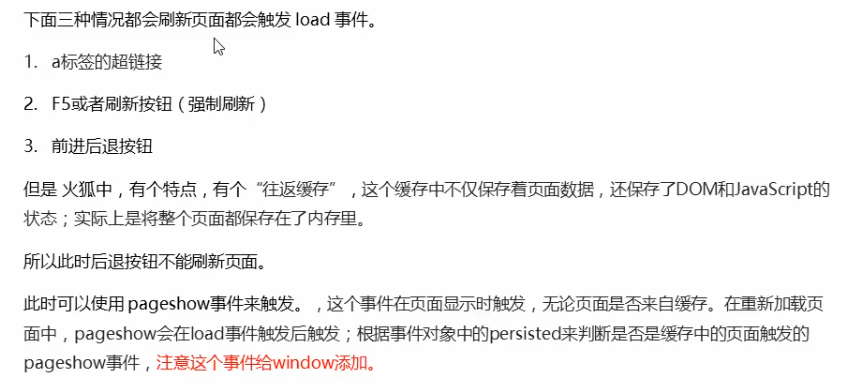 下面三种情况都会刷新页面都会触发 load 事件。
1. a标签的超链接
2. F5或者刷新按钮（强制刷新）
3. 前进后退按钮
但是 火狐中，有个特点，有个“往返缓存”，这个缓存中不仅保存着页面数据，还保存了DOM和JavaScript的
状态；实际上是将整个页面都保存在了内存里。
所以此时后退按钮不能刷新页面。
此时可以使用 pageshow事件来触发。，这个事件在页面显示时触发，无论页面是否来自缓存。在重新加载页
面中，pageshow会在load事件触发后触发；根据事件对象中的persisted来判断是否是缓存中的页面触发的
pageshow事件，注意这个事件给window添加。